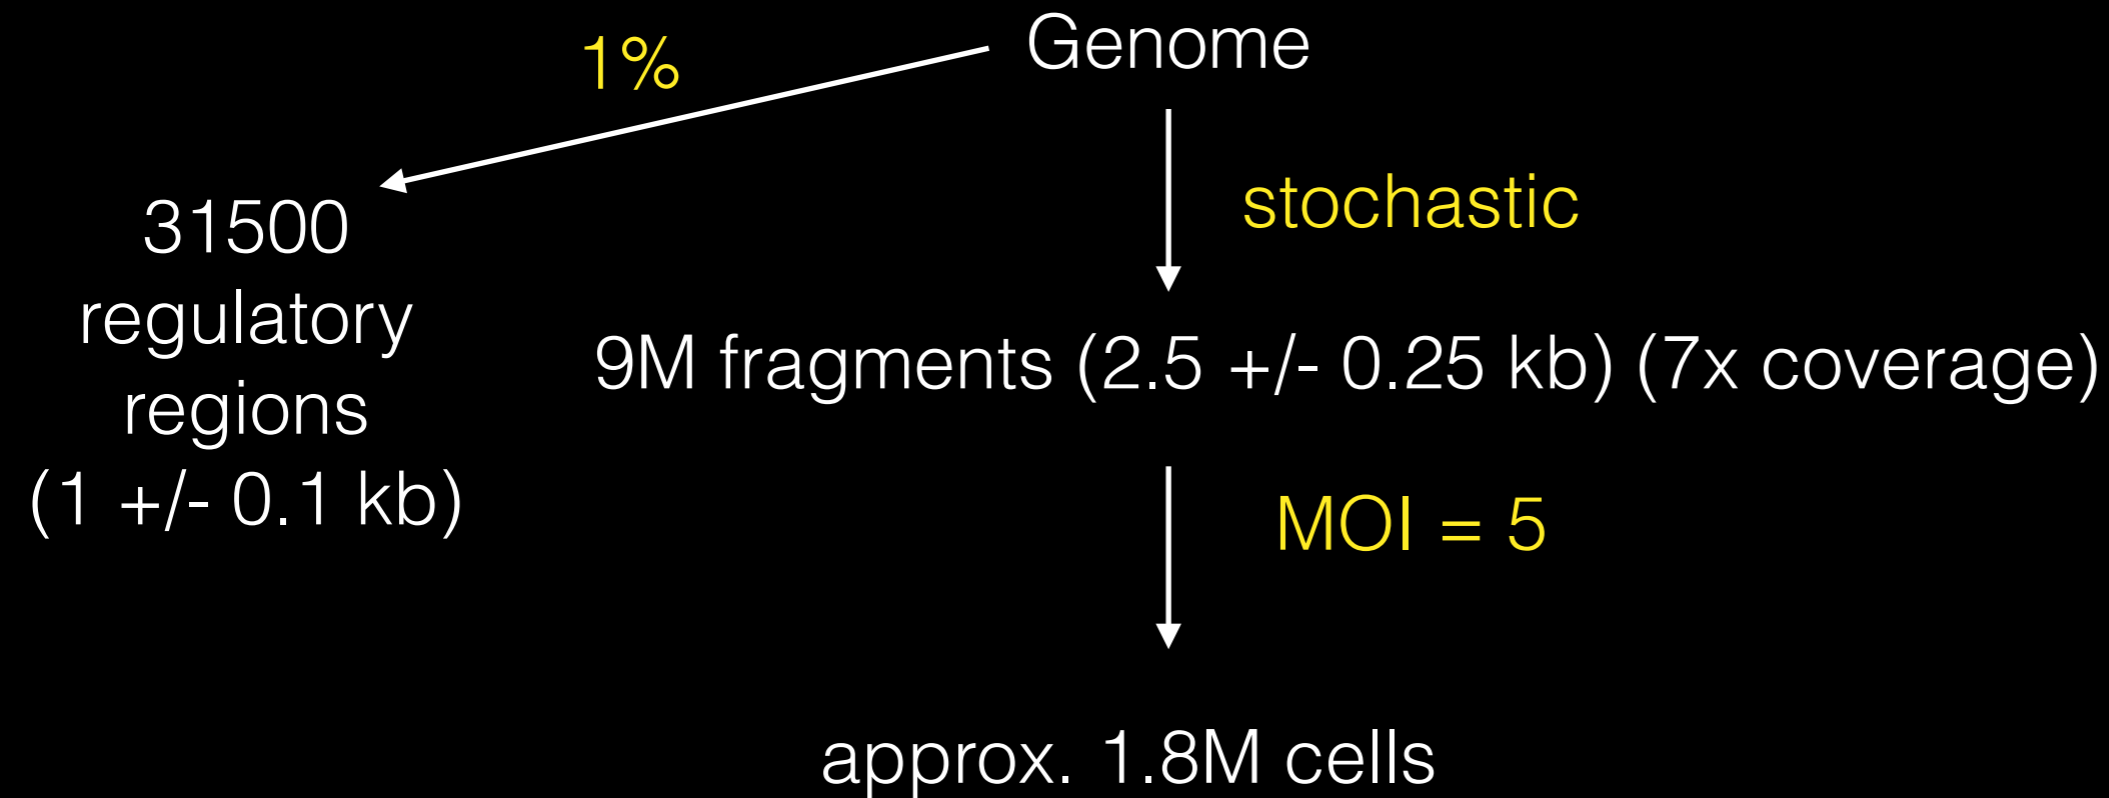 Genome
1%
stochastic
31500
regulatory
regions
(1 +/- 0.1 kb)
9M fragments (2.5 +/- 0.25 kb) (7x coverage)
MOI = 5
approx. 1.8M cells